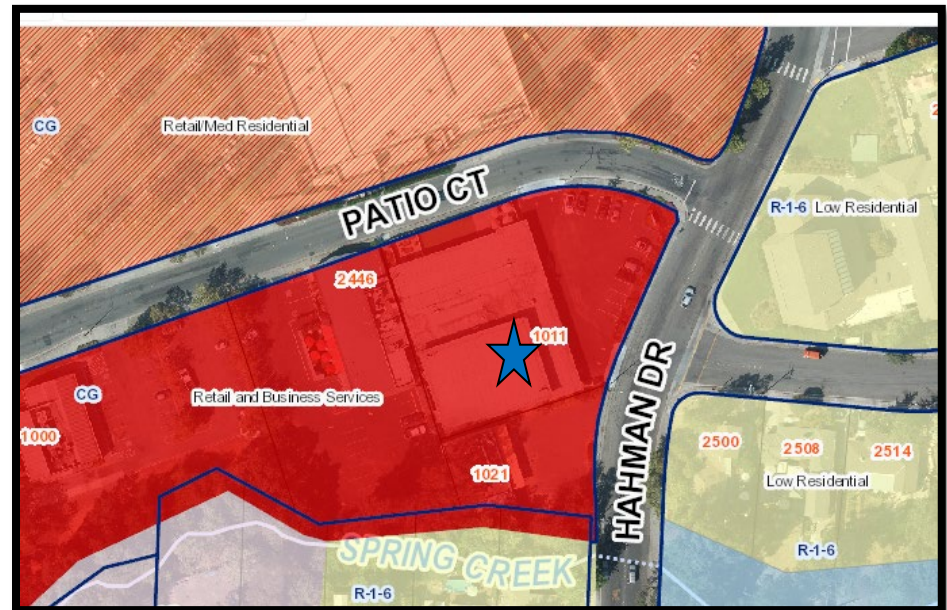 CG
Retail/Med Residential
PATIO CT
R-1-6 Low Residential
2446
1011
CG
Retail and Business Services
1000
1021
HAHMAN DR
2500
2508
2514
Low Residential
SPRING CREEK
R-1-6
R-1-6